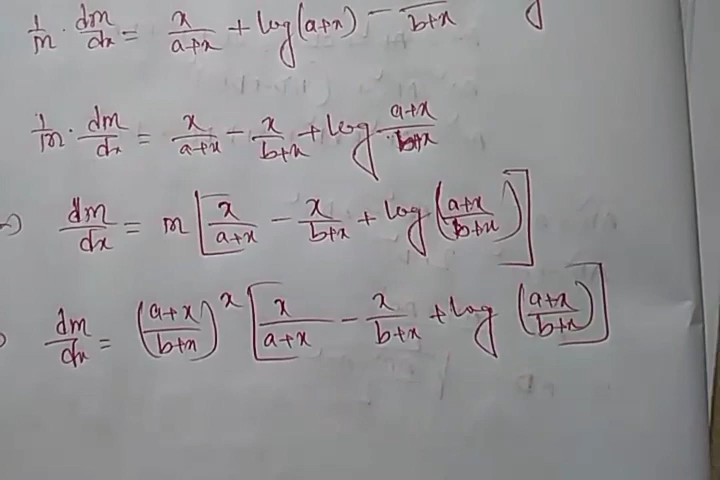 1/m · dm/dx = x/(a+x) + log(a+x) - /(b+x)
1/m · dm/dx = x/(a+x) - x/(b+x) + log (a+x)/(b+x)
dm/dx = m [x/(a+x) - x/(b+x) + log((a+x)/(b+x))]
dm/dx = ((a+x)/(b+x))^x [x/(a+x) - x/(b+x) + log((a+x)/(b+x))]